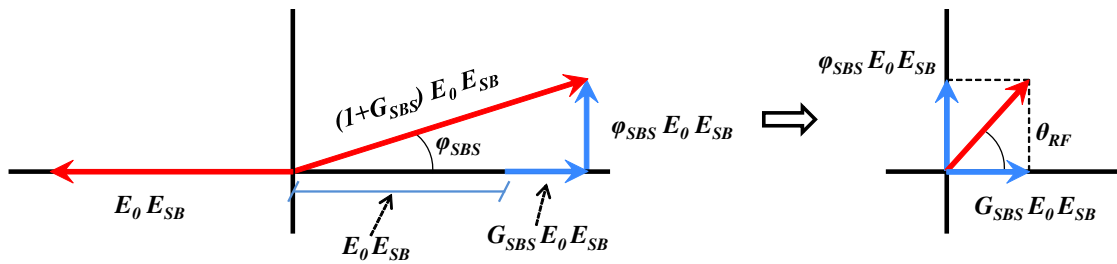 (1+G_SBS) E_0 E_SB
φ_SBS E_0 E_SB
φ_SBS
E_0 E_SB
E_0 E_SB
G_SBS E_0 E_SB
φ_SBS E_0 E_SB
θ_RF
G_SBS E_0 E_SB